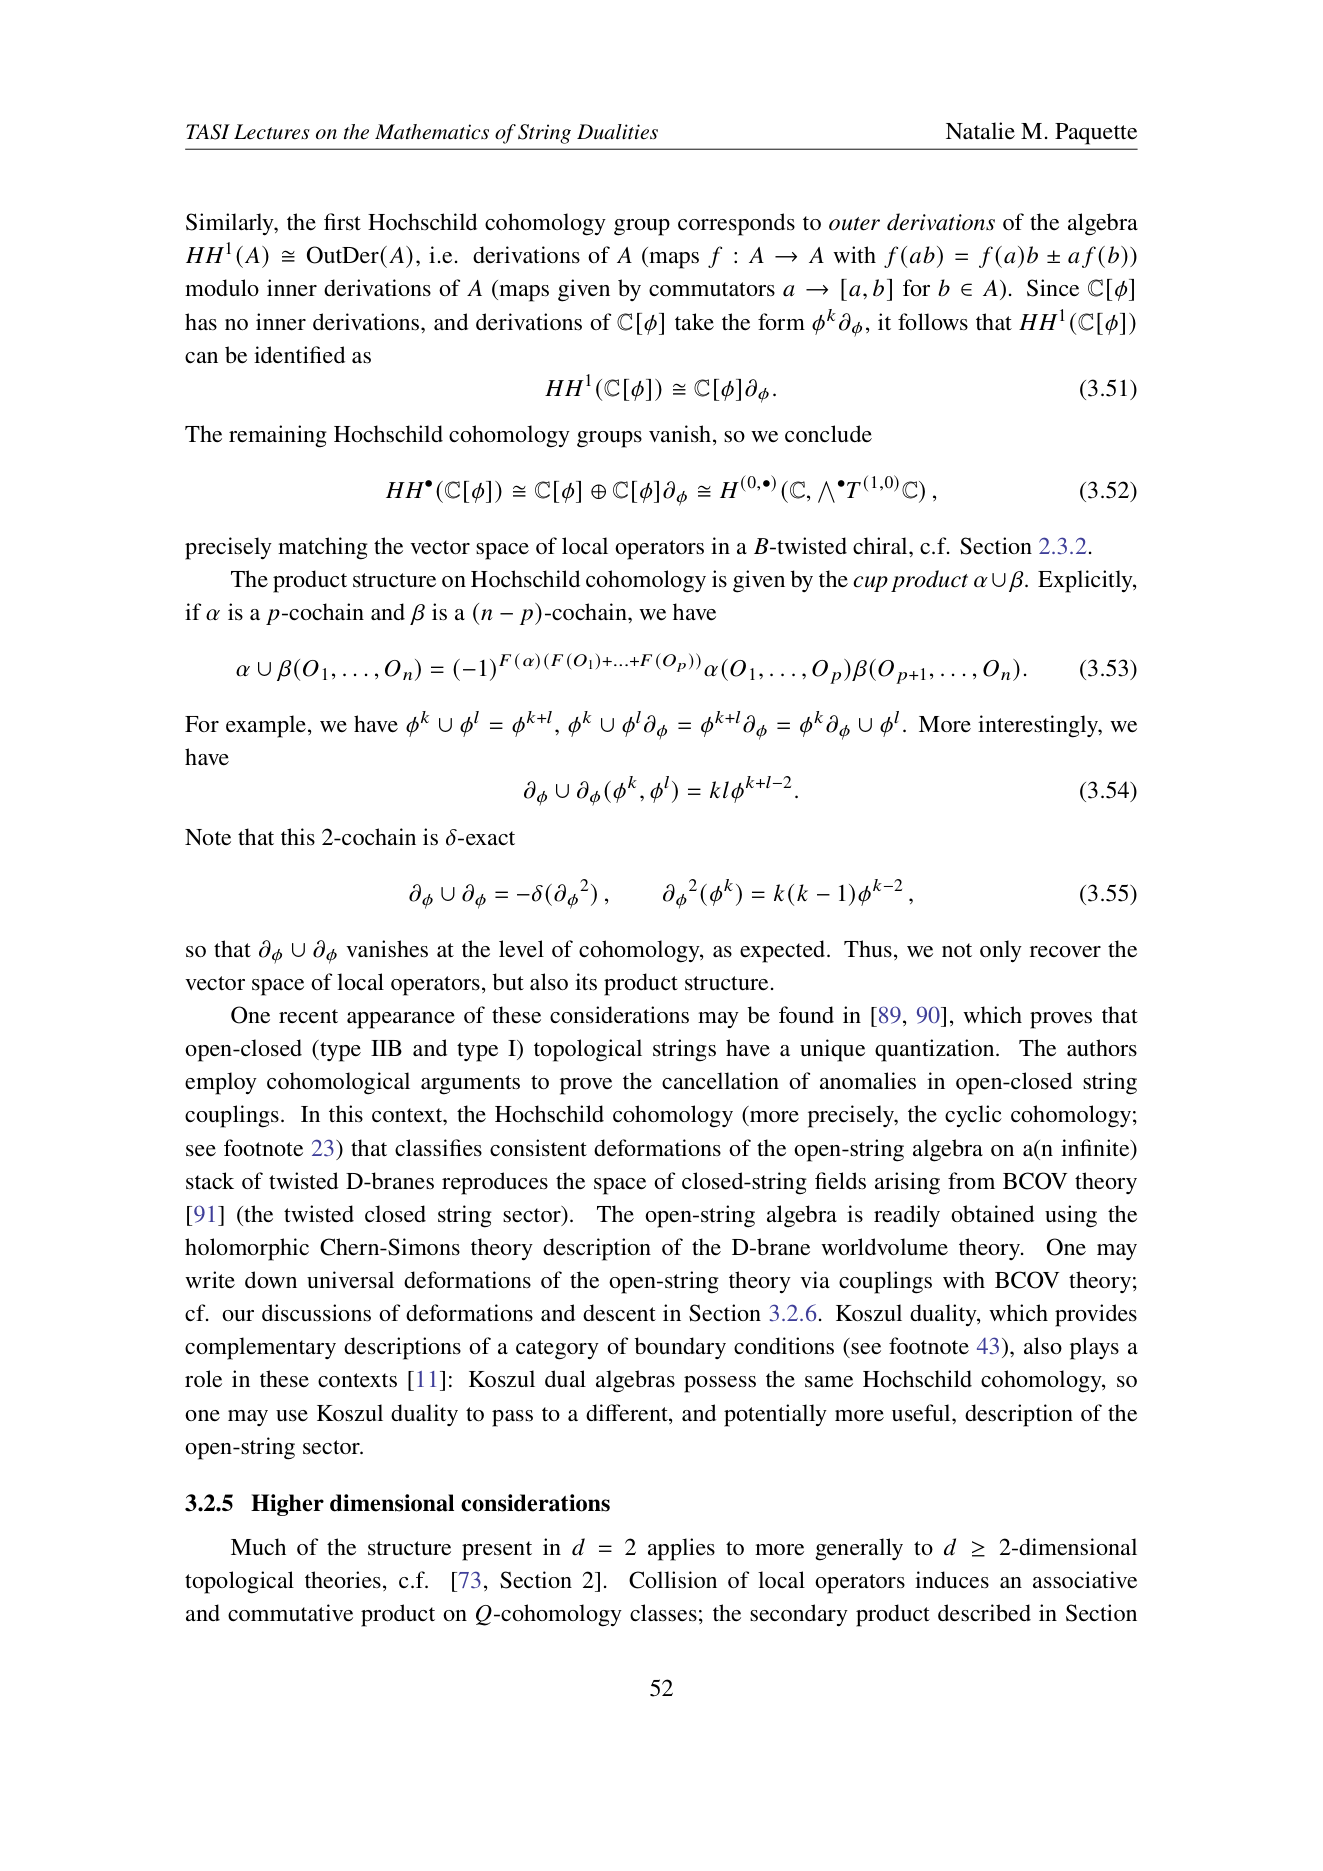 TASI Lectures on the Mathematics of String Dualities Natalie M. Paquette
Similarly, the first Hochschild cohomology group corresponds to outer derivations of the algebra
HH¹(A) ≅ OutDer(A), i.e. derivations of A (maps f : A → A with f(ab) = f(a)b ± af(b))
modulo inner derivations of A (maps given by commutators a → [a, b] for b ∈ A). Since ℂ[ϕ]
has no inner derivations, and derivations of ℂ[ϕ] take the form ϕ^k∂_ϕ, it follows that HH¹(ℂ[ϕ])
can be identified as
HH¹(ℂ[ϕ]) ≅ ℂ[ϕ]∂_ϕ. (3.51)
The remaining Hochschild cohomology groups vanish, so we conclude
HH^•(ℂ[ϕ]) ≅ ℂ[ϕ] ⊕ ℂ[ϕ]∂_ϕ ≅ H^{(0,•)}(ℂ, ∧^•T^{(1,0)}ℂ) , (3.52)
precisely matching the vector space of local operators in a B-twisted chiral, c.f. Section 2.3.2.
The product structure on Hochschild cohomology is given by the cup product α∪β. Explicitly,
if α is a p-cochain and β is a (n − p)-cochain, we have
α ∪ β(O_1, . . . , O_n) = (−1)^{F(α)(F(O_1)+...+F(O_p))}α(O_1, . . . , O_p)β(O_{p+1}, . . . , O_n). (3.53)
For example, we have ϕ^k ∪ ϕ^l = ϕ^{k+l}, ϕ^k ∪ ϕ^l∂_ϕ = ϕ^{k+l}∂_ϕ = ϕ^k∂_ϕ ∪ ϕ^l. More interestingly, we
have
∂_ϕ ∪ ∂_ϕ(ϕ^k, ϕ^l) = klϕ^{k+l−2}. (3.54)
Note that this 2-cochain is δ-exact
∂_ϕ ∪ ∂_ϕ = −δ(∂_ϕ²) , ∂_ϕ²(ϕ^k) = k(k − 1)ϕ^{k−2} , (3.55)
so that ∂_ϕ ∪ ∂_ϕ vanishes at the level of cohomology, as expected. Thus, we not only recover the
vector space of local operators, but also its product structure.
One recent appearance of these considerations may be found in [89, 90], which proves that
open-closed (type IIB and type I) topological strings have a unique quantization. The authors
employ cohomological arguments to prove the cancellation of anomalies in open-closed string
couplings. In this context, the Hochschild cohomology (more precisely, the cyclic cohomology;
see footnote 23) that classifies consistent deformations of the open-string algebra on a(n infinite)
stack of twisted D-branes reproduces the space of closed-string fields arising from BCOV theory
[91] (the twisted closed string sector). The open-string algebra is readily obtained using the
holomorphic Chern-Simons theory description of the D-brane worldvolume theory. One may
write down universal deformations of the open-string theory via couplings with BCOV theory;
cf. our discussions of deformations and descent in Section 3.2.6. Koszul duality, which provides
complementary descriptions of a category of boundary conditions (see footnote 43), also plays a
role in these contexts [11]: Koszul dual algebras possess the same Hochschild cohomology, so
one may use Koszul duality to pass to a different, and potentially more useful, description of the
open-string sector.
3.2.5 Higher dimensional considerations
Much of the structure present in d = 2 applies to more generally to d ≥ 2-dimensional
topological theories, c.f. [73, Section 2]. Collision of local operators induces an associative
and commutative product on Q-cohomology classes; the secondary product described in Section
52